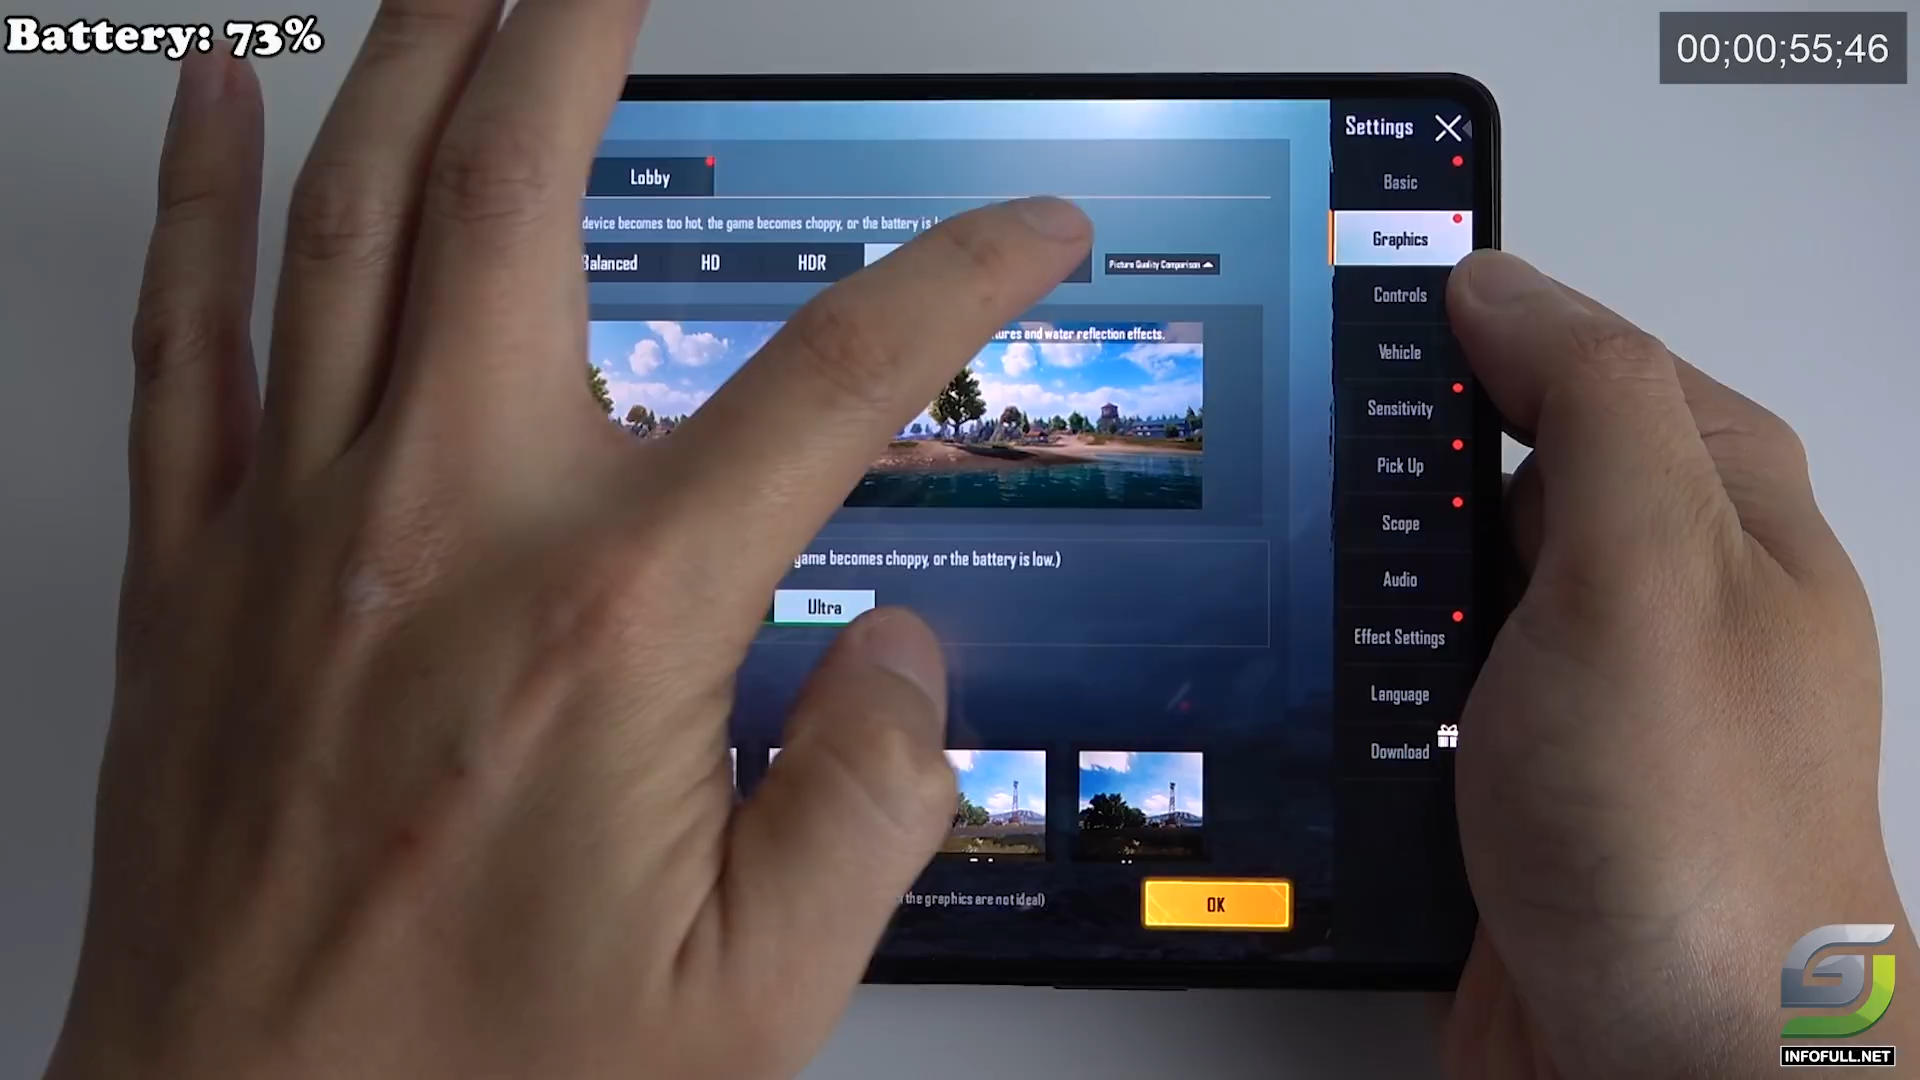 Battery: 73%
00;00;55,46
Settings
Lobby
Basic
device becomes too hot, the game becomes choppy, or the battery is
Graphics
Balanced
HD
HDR
Picture Quality Comparison
Controls
and water reflection effects.
Vehicle
Sensitivity
Pick Up
Scope
game becomes choppy, or the battery is low.)
Audio
Ultra
Effect Settings
Language
Download
the graphics are not ideal)
OK
INFOFULL.NET